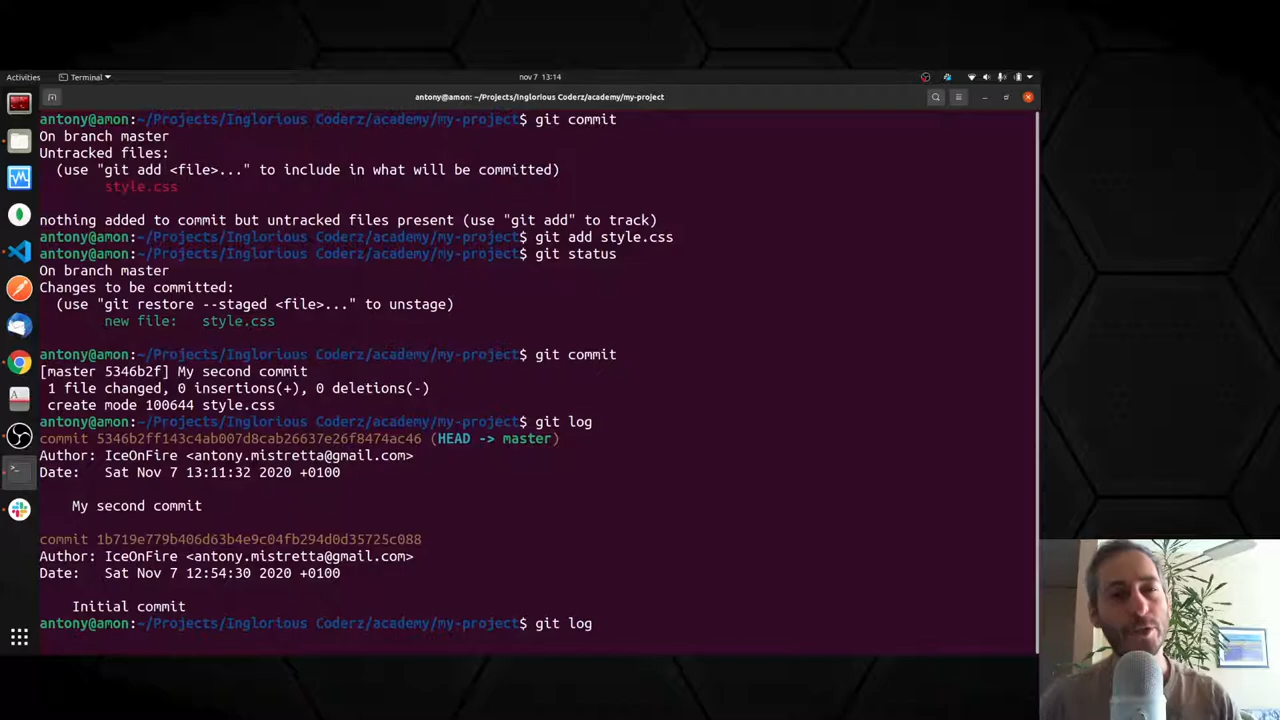 Activities
Terminal
nov 7 13:14
antony@amon: ~/Projects/Inglorious Coderz/academy/my-project
antony@amon:~/Projects/Inglorious Coderz/academy/my-project$ git commit
On branch master
Untracked files:
  (use "git add <file>..." to include in what will be committed)
        style.css
nothing added to commit but untracked files present (use "git add" to track)
antony@amon:~/Projects/Inglorious Coderz/academy/my-project$ git add style.css
antony@amon:~/Projects/Inglorious Coderz/academy/my-project$ git status
On branch master
Changes to be committed:
  (use "git restore --staged <file>..." to unstage)
        new file:   style.css
antony@amon:~/Projects/Inglorious Coderz/academy/my-project$ git commit
[master 5346b2f] My second commit
 1 file changed, 0 insertions(+), 0 deletions(-)
 create mode 100644 style.css
antony@amon:~/Projects/Inglorious Coderz/academy/my-project$ git log
commit 5346b2ff143c4ab007d8cab26637e26f8474ac46 (HEAD -> master)
Author: IceOnFire <antony.mistretta@gmail.com>
Date:   Sat Nov 7 13:11:32 2020 +0100
    My second commit
commit 1b719e779b406d63b4e9c04fb294d0d35725c088
Author: IceOnFire <antony.mistretta@gmail.com>
Date:   Sat Nov 7 12:54:30 2020 +0100
    Initial commit
antony@amon:~/Projects/Inglorious Coderz/academy/my-project$ git log